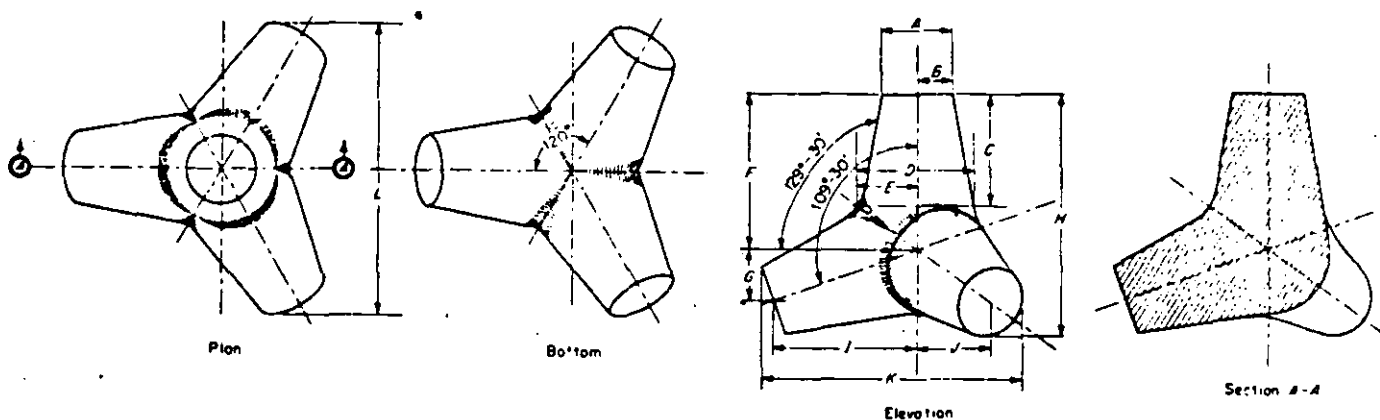 A
A
L
Plan
120°
Bottom
A
B
F
129°-30'
109°-30'
C
D
E
H
G
I
J
K
Elevation
Section A-A